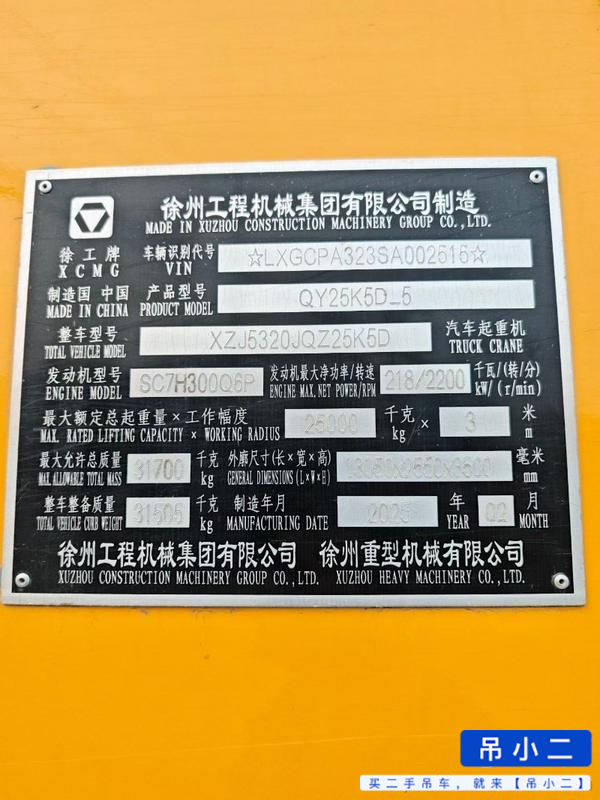 徐州工程机械集团有限公司制造
MADE IN XUZHOU CONSTRUCTION MACHINERY GROUP CO.,LTD.
徐工牌
XCMG
车辆识别代号
VIN
☆LXGCPA323SA002515☆
制造国 中国
MADE IN CHINA
产品型号
PRODUCT MODEL
QY25K5D_5
整车型号
TOTAL VEHICLE MODEL
XZJ5320JQZ25K5D
汽车起重机
TRUCK CRANE
发动机型号
ENGINE MODEL
SC7H300Q6P
发动机最大净功率/转速
ENGINE MAX.NET POWER/RPM
218/2200
千瓦/(转/分)
kW/(r/min)
最大额定总起重量×工作幅度
MAX. RATED LIFTING CAPACITY × WORKING RADIUS
25000
千克
kg
×
3
米
m
最大允许总质量
MAX ALLOWABLE TOTAL MASS
31700
千克
kg
外廓尺寸(长×宽×高)
GENERAL DIMENSIONS(L×W×H)
13050X2550X3500
毫米
mm
整车整备质量
TOTAL VEHICLE CURB WEIGHT
31505
千克
kg
制造年月
MANUFACTURING DATE
2025
年
YEAR
02
月
MONTH
徐州工程机械集团有限公司
XUZHOU CONSTRUCTION MACHINERY GROUP CO.,LTD.
徐州重型机械有限公司
XUZHOU HEAVY MACHINERY CO.,LTD.
吊小二
买二手吊车，就来【吊小二】